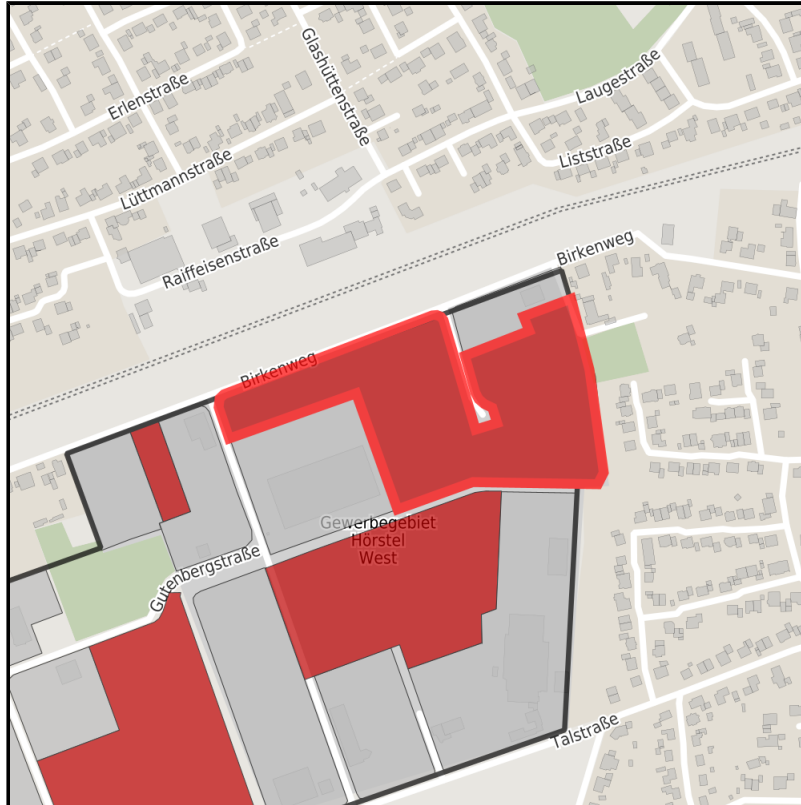 Glashüttenstraße
Erlenstraße
Laugestraße
Liststraße
Lüttmannstraße
Raiffeisenstraße
Birkenweg
Birkenweg
Gewerbegebiet
Hörstel
West
Gutenbergstraße
Talstraße